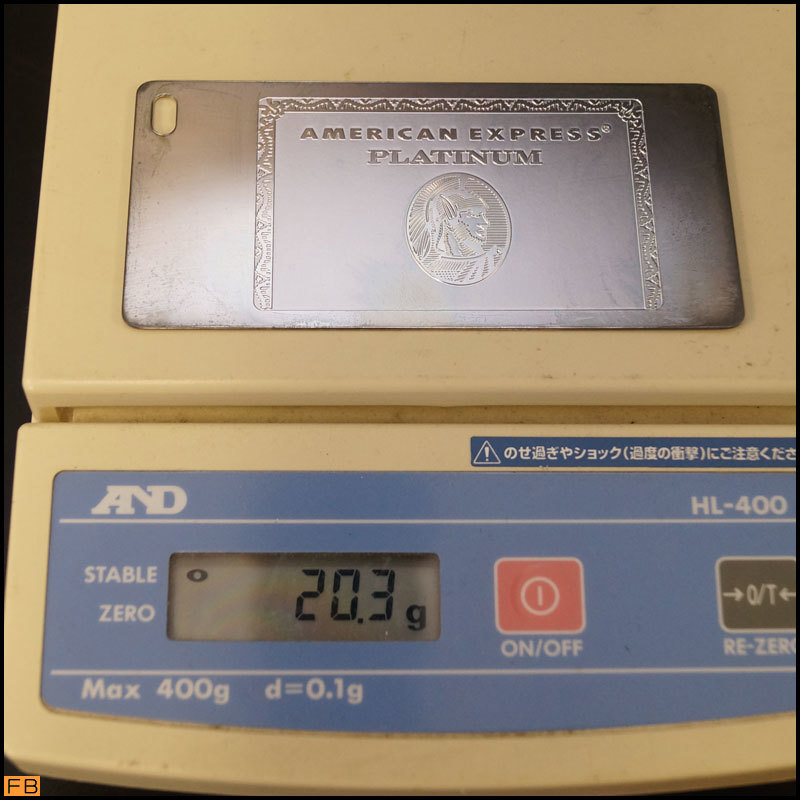 AMERICAN EXPRESS®
PLATINUM
のせ過ぎやショック(過度の衝撃)にご注意くださ
AND
HL-400
STABLE
ZERO
20.3 g
ON/OFF
→0/T←
RE-ZERO
Max 400g d=0.1g
FB